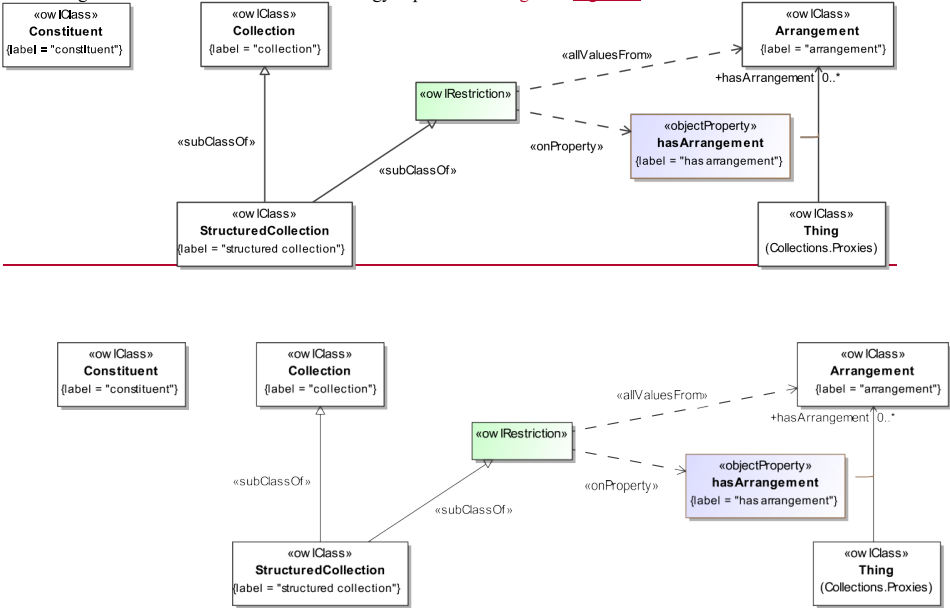 «owlClass»
Constituent
{label = "constituent"}
«owlClass»
Collection
{label = "collection"}
«owlClass»
Arrangement
{label = "arrangement"}
«allValuesFrom»
+hasArrangement 0..*
«owlRestriction»
«objectProperty»
hasArrangement
{label = "has arrangement"}
«onProperty»
«subClassOf»
«subClassOf»
«owlClass»
StructuredCollection
{label = "structured collection"}
«owlClass»
Thing
(Collections.Proxies)
«owlClass»
Constituent
{label = "constituent"}
«owlClass»
Collection
{label = "collection"}
«owlClass»
Arrangement
{label = "arrangement"}
«allValuesFrom»
+hasArrangement 0..*
«owlRestriction»
«objectProperty»
hasArrangement
{label = "has arrangement"}
«onProperty»
«subClassOf»
«subClassOf»
«owlClass»
StructuredCollection
{label = "structured collection"}
«owlClass»
Thing
(Collections.Proxies)